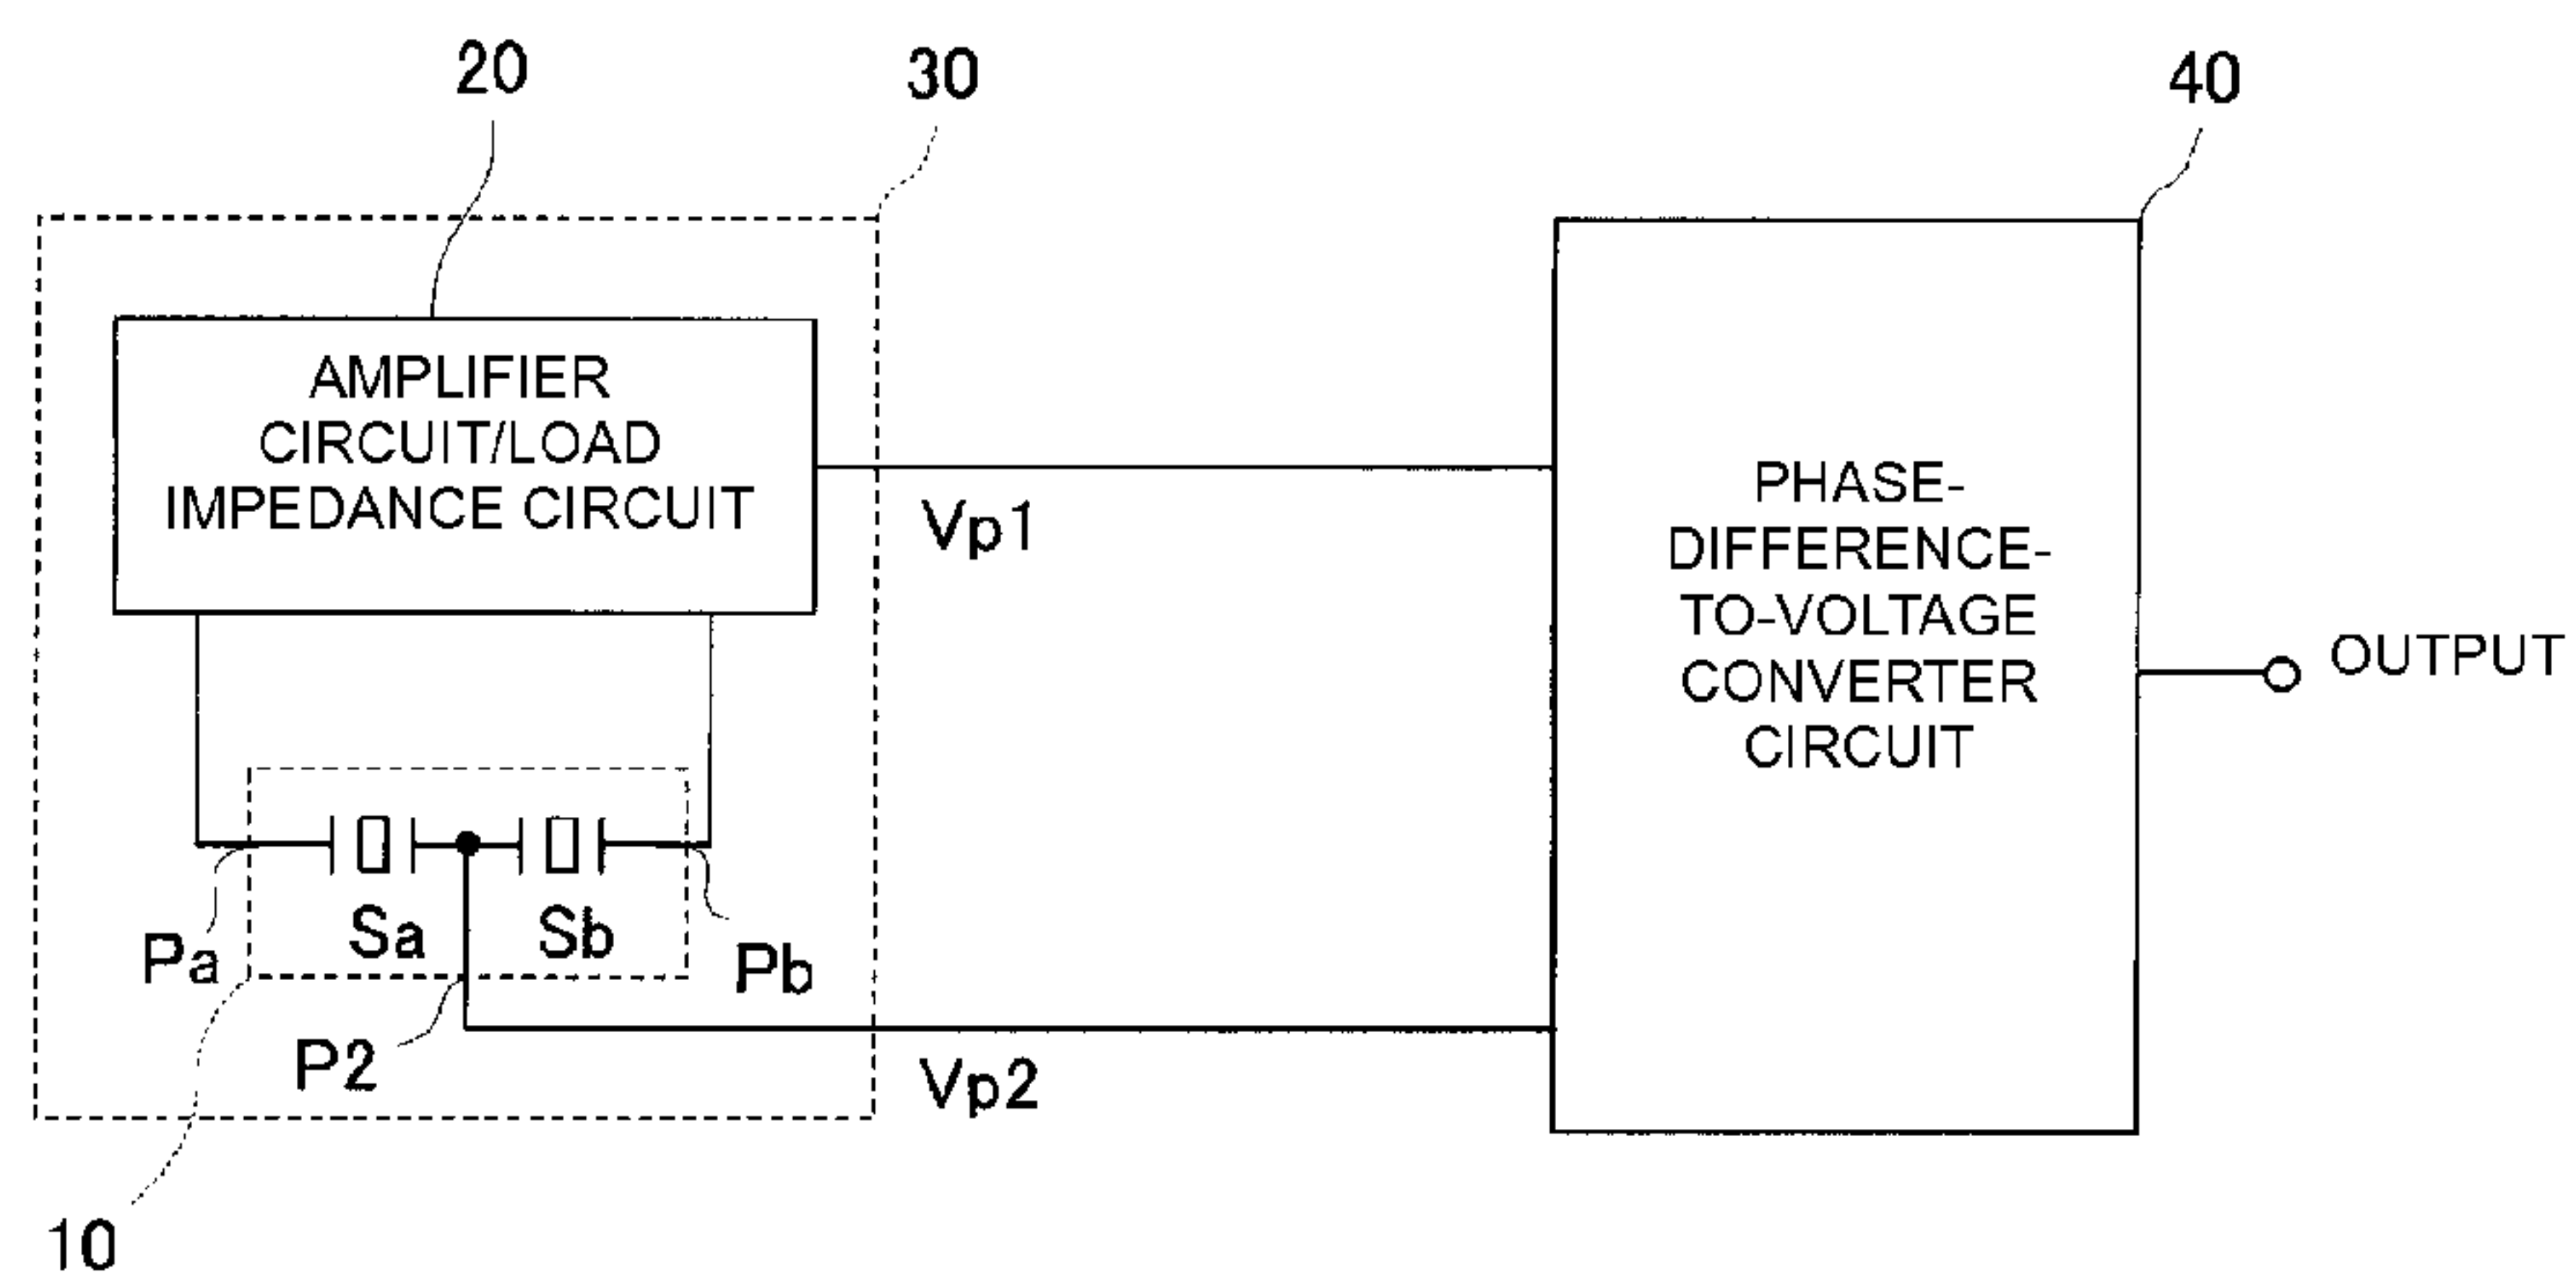 20
30
40
AMPLIFIER
CIRCUIT/LOAD
IMPEDANCE CIRCUIT
Vp1
PHASE-
DIFFERENCE-
TO-VOLTAGE
CONVERTER
CIRCUIT
OUTPUT
Sa
Sb
Pa
Pb
P2
Vp2
10